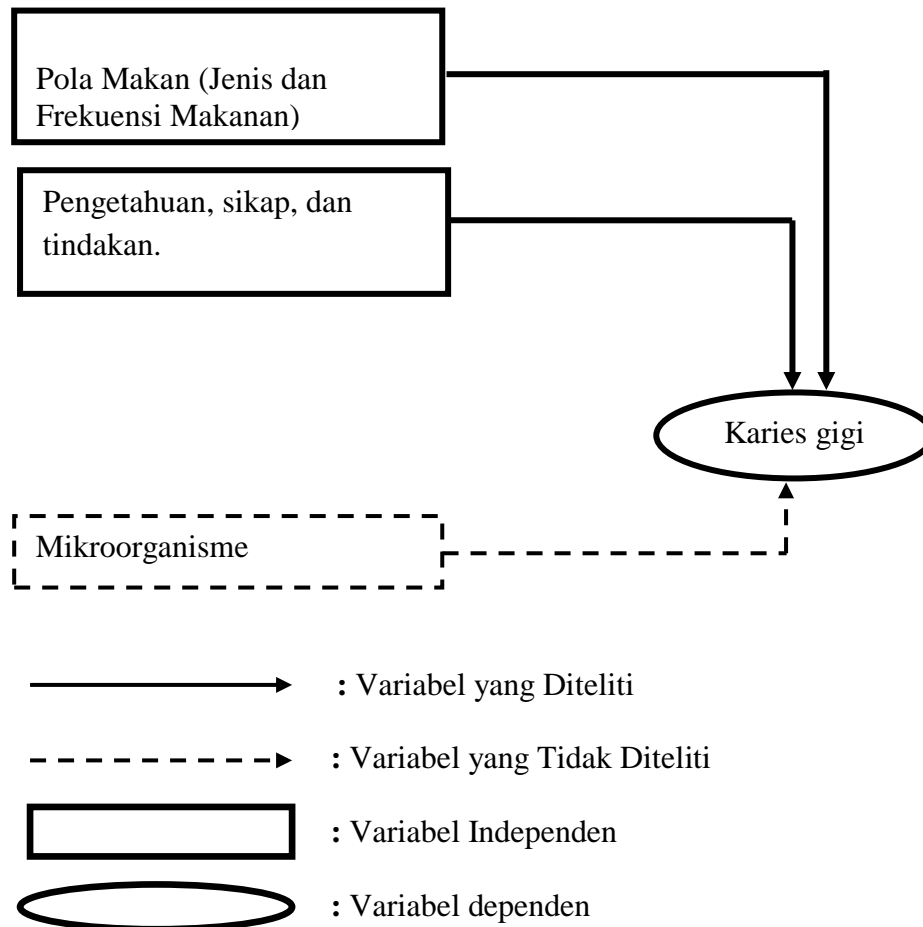 Pola Makan (Jenis dan
Frekuensi Makanan)
Pengetahuan, sikap, dan
tindakan.
Karies gigi
Mikroorganisme
: Variabel yang Diteliti
: Variabel yang Tidak Diteliti
: Variabel Independen
: Variabel dependen